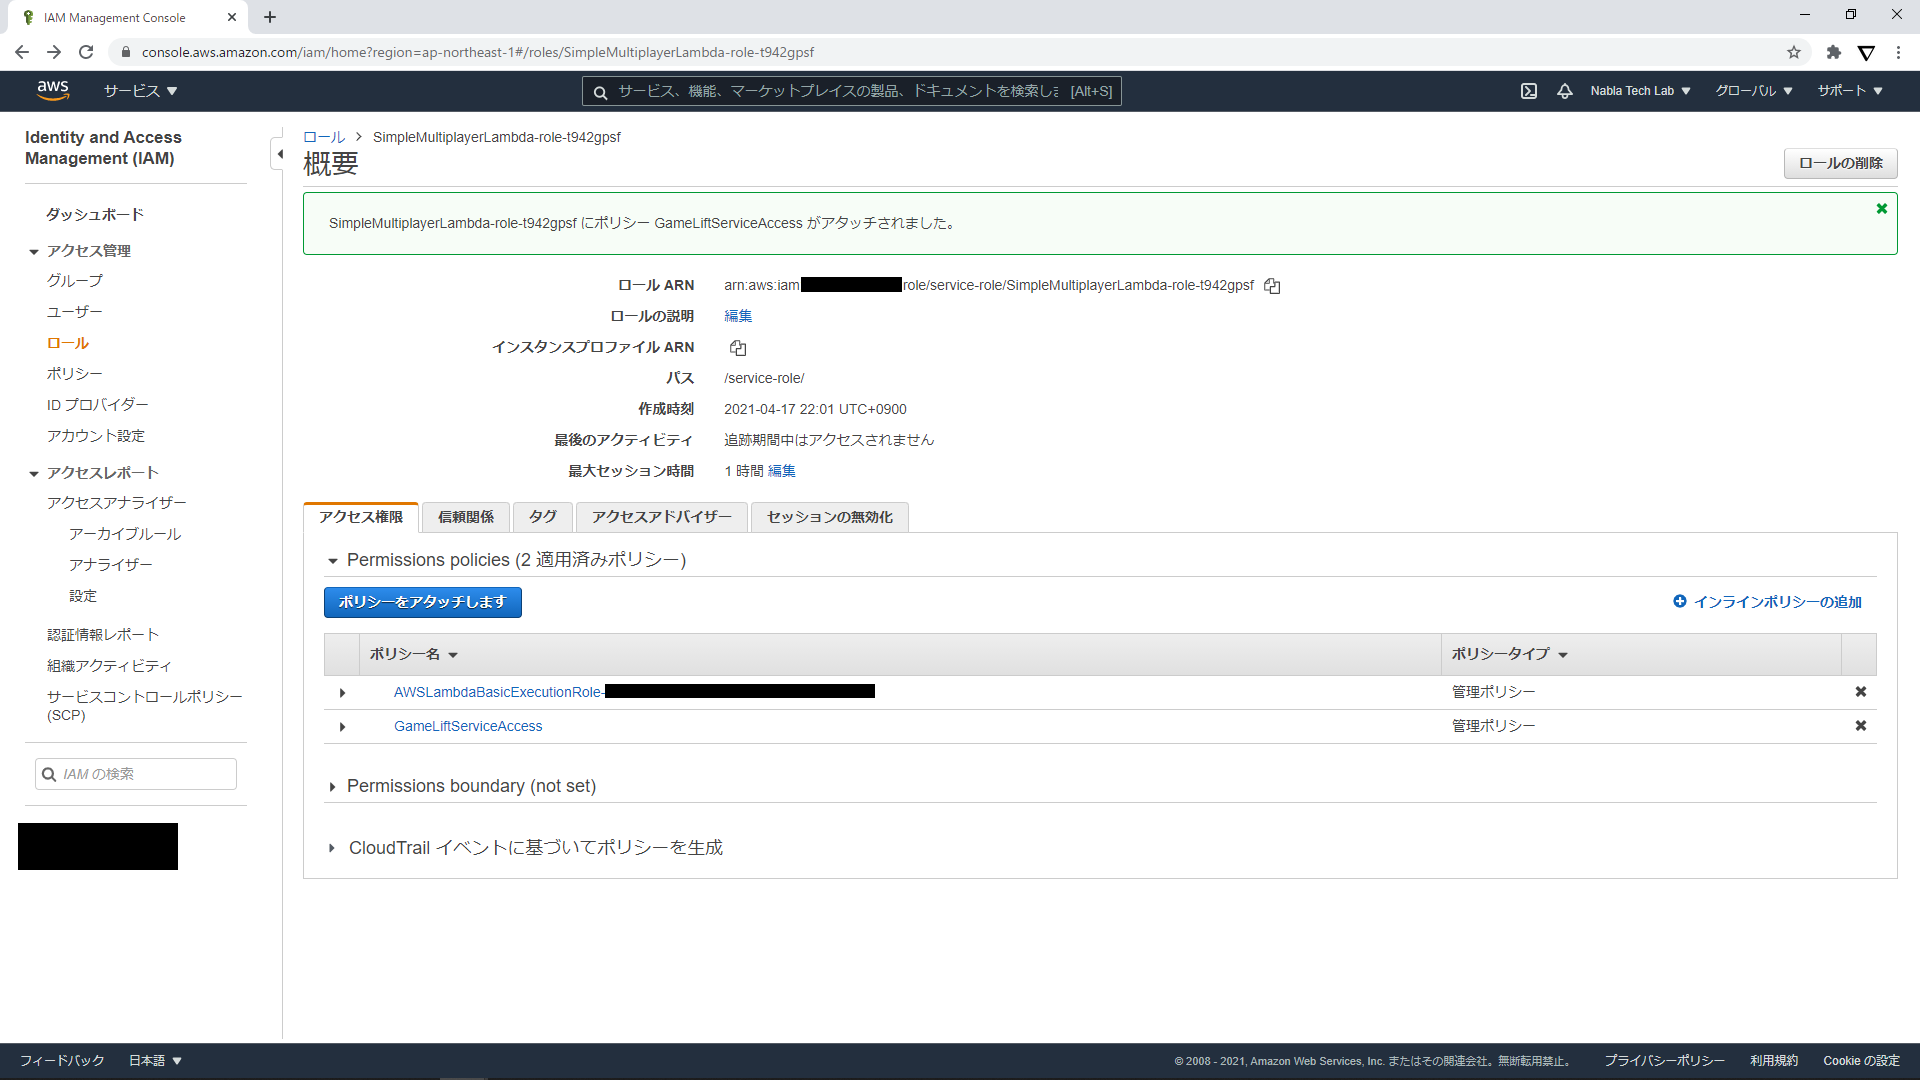 IAM Management Console
console.aws.amazon.com/iam/home?region=ap-northeast-1#/roles/SimpleMultiplayerLambda-role-t942gpsf
aws サービス サービス、機能、マーケットプレイスの製品、ドキュメントを検索しま [Alt+S] Nabla Tech Lab グローバル サポート
Identity and Access
Management (IAM)
ダッシュボード
アクセス管理
グループ
ユーザー
ロール
ポリシー
ID プロバイダー
アカウント設定
アクセスレポート
アクセスアナライザー
アーカイブルール
アナライザー
設定
認証情報レポート
組織アクティビティ
サービスコントロールポリシー
(SCP)
IAM の検索
ロール SimpleMultiplayerLambda-role-t942gpsf
概要
ロールの削除
SimpleMultiplayerLambda-role-t942gpsf にポリシー GameLiftServiceAccess がアタッチされました。
ロール ARN arn:aws:iam role/service-role/SimpleMultiplayerLambda-role-t942gpsf
ロールの説明 編集
インスタンスプロファイル ARN
パス /service-role/
作成時刻 2021-04-17 22:01 UTC+0900
最後のアクティビティ 追跡期間中はアクセスされません
最大セッション時間 1 時間 編集
アクセス権限 信頼関係 タグ アクセスアドバイザー セッションの無効化
Permissions policies (2 適用済みポリシー)
ポリシーをアタッチします インラインポリシーの追加
ポリシー名 ポリシータイプ
AWSLambdaBasicExecutionRole- 管理ポリシー
GameLiftServiceAccess 管理ポリシー
Permissions boundary (not set)
CloudTrail イベントに基づいてポリシーを生成
フィードバック 日本語 © 2008 - 2021, Amazon Web Services, Inc. またはその関連会社。無断転用禁止。 プライバシーポリシー 利用規約 Cookie の設定